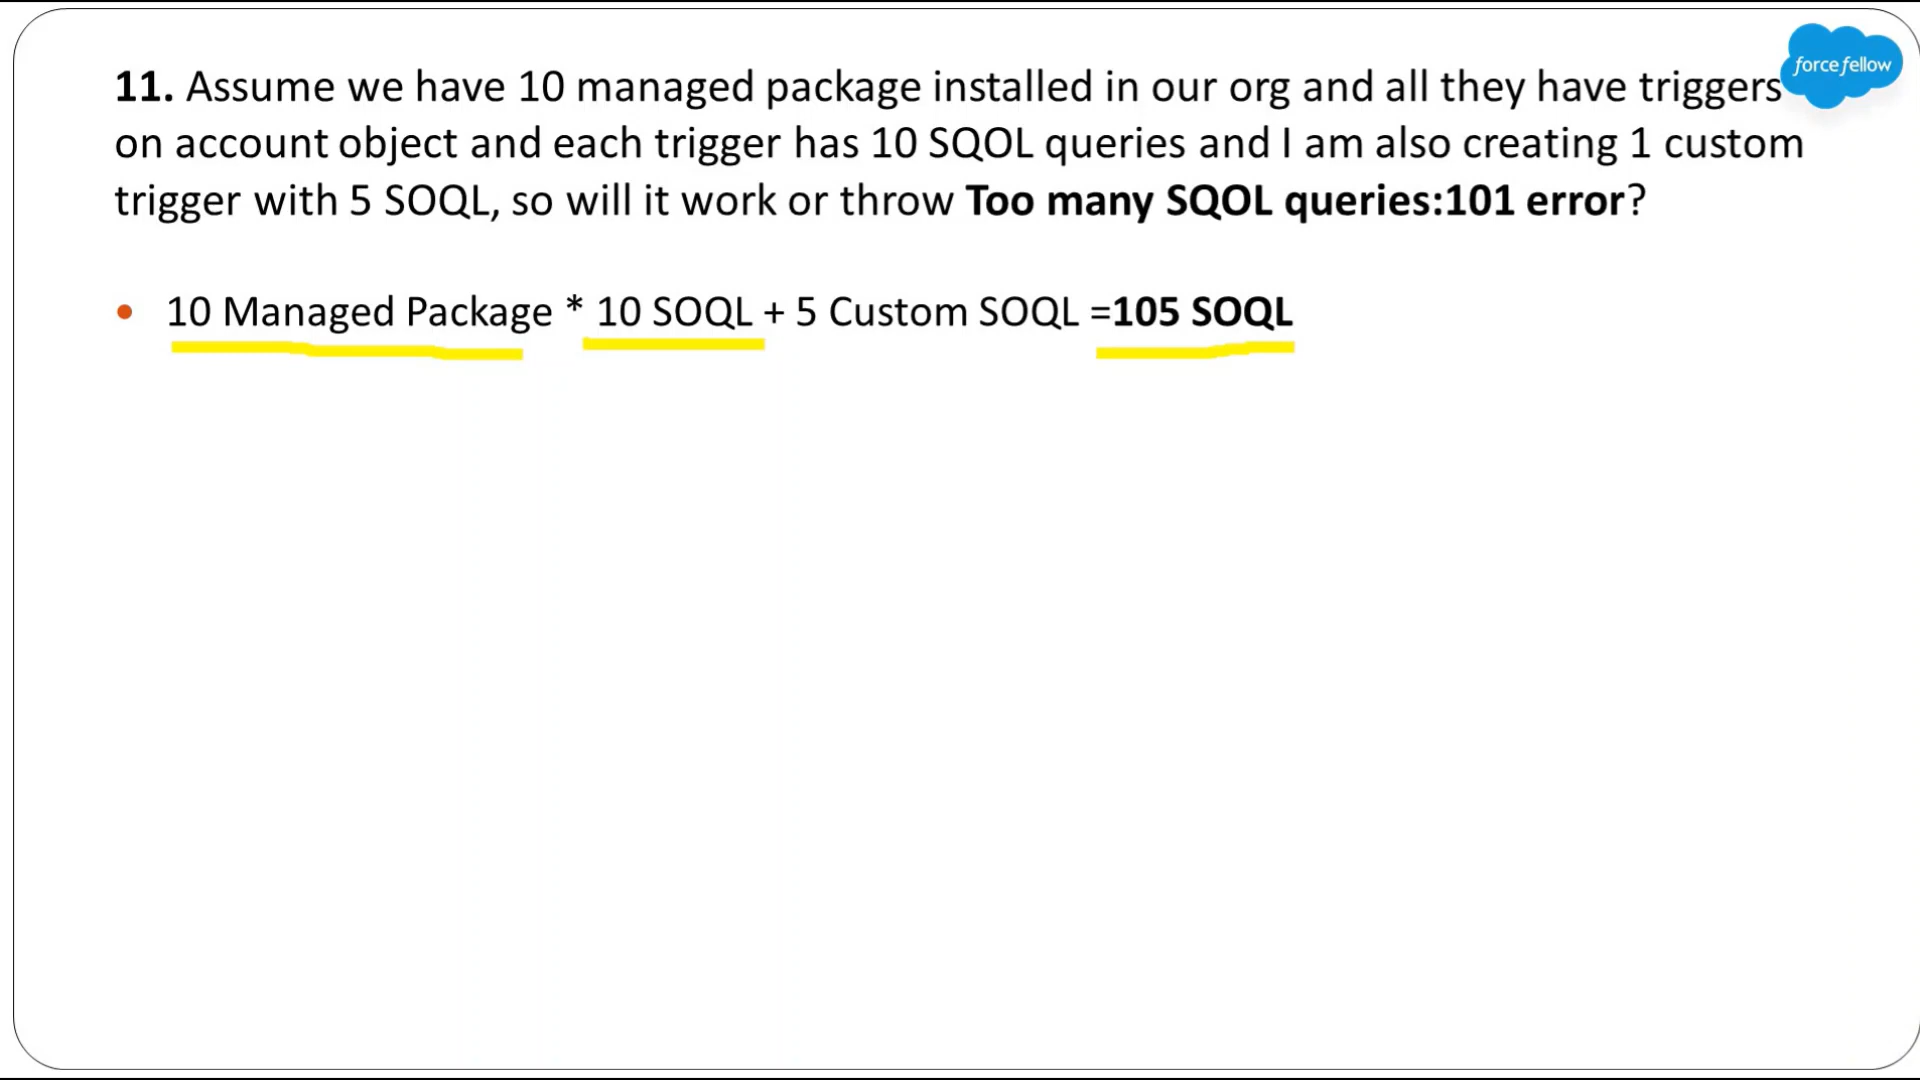 11. Assume we have 10 managed package installed in our org and all they have triggers
on account object and each trigger has 10 SQOL queries and I am also creating 1 custom
trigger with 5 SOQL, so will it work or throw Too many SQOL queries:101 error?
forcefellow
• 10 Managed Package * 10 SOQL + 5 Custom SOQL =105 SOQL